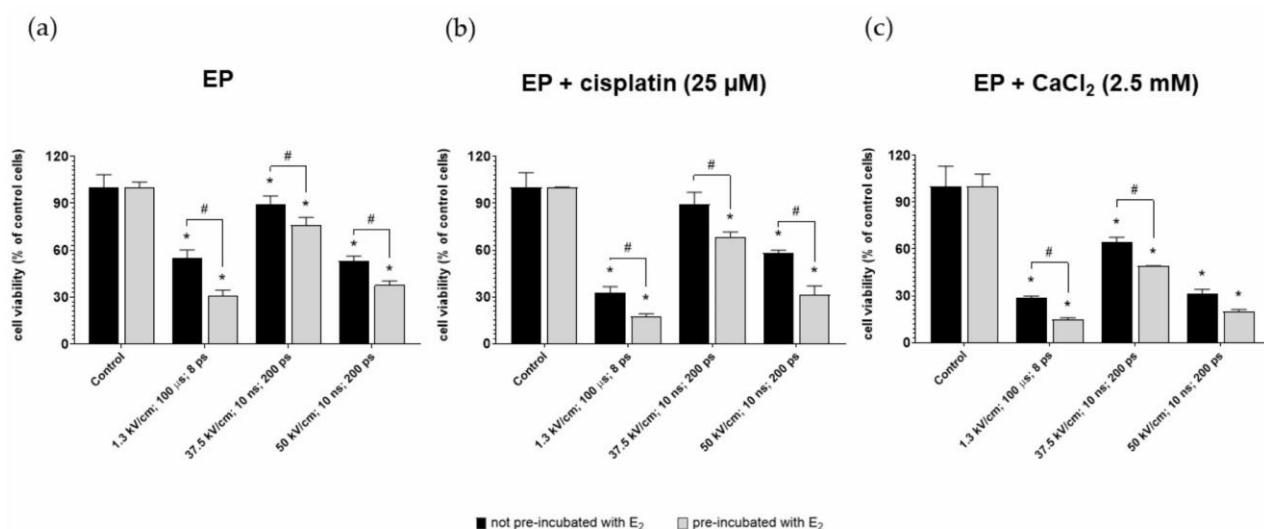 (a)
EP
cell viability (% of control cells)
120
90
60
30
0
#
*
*
#
*
*
#
*
*
Control
1.3 kV/cm; 100 µs; 8 ps
37.5 kV/cm; 10 ns; 200 ps
50 kV/cm; 10 ns; 200 ps
(b)
EP + cisplatin (25 µM)
cell viability (% of control cells)
120
90
60
30
0
#
*
*
#
*
#
*
*
Control
1.3 kV/cm; 100 µs; 8 ps
37.5 kV/cm; 10 ns; 200 ps
50 kV/cm; 10 ns; 200 ps
(c)
EP + CaCl₂ (2.5 mM)
cell viability (% of control cells)
120
90
60
30
0
#
*
*
#
*
*
*
*
Control
1.3 kV/cm; 100 µs; 8 ps
37.5 kV/cm; 10 ns; 200 ps
50 kV/cm; 10 ns; 200 ps
not pre-incubated with E₂ pre-incubated with E₂